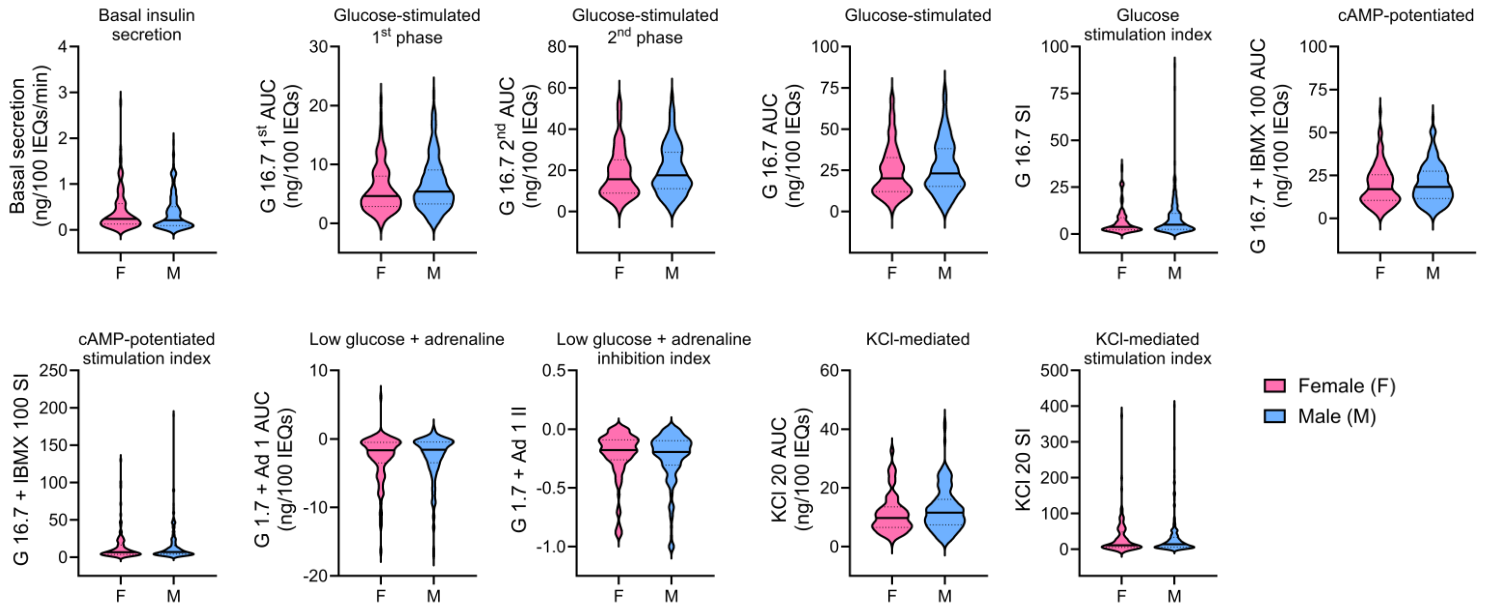 Basal insulin
secretion
Basal secretion
(ng/100 IEQs/min)
4
3
2
1
0
F M
Glucose-stimulated
1st phase
G 16.7 1st AUC
(ng/100 IEQs)
30
20
10
0
F M
Glucose-stimulated
2nd phase
G 16.7 2nd AUC
(ng/100 IEQs)
80
60
40
20
0
F M
Glucose-stimulated
G 16.7 AUC
(ng/100 IEQs)
100
75
50
25
0
F M
Glucose
stimulation index
G 16.7 SI
100
75
50
25
0
F M
cAMP-potentiated
G 16.7 + IBMX 100 AUC
(ng/100 IEQs)
100
75
50
25
0
F M
cAMP-potentiated
stimulation index
G 16.7 + IBMX 100 SI
250
200
150
100
50
0
F M
Low glucose + adrenaline
G 1.7 + Ad 1 AUC
(ng/100 IEQs)
10
0
-10
-20
F M
Low glucose + adrenaline
inhibition index
G 1.7 + Ad 1 II
0.5
0.0
-0.5
-1.0
F M
KCl-mediated
KCl 20 AUC
(ng/100 IEQs)
60
40
20
0
F M
KCl-mediated
stimulation index
KCl 20 SI
500
400
300
200
100
0
F M
Female (F)
Male (M)